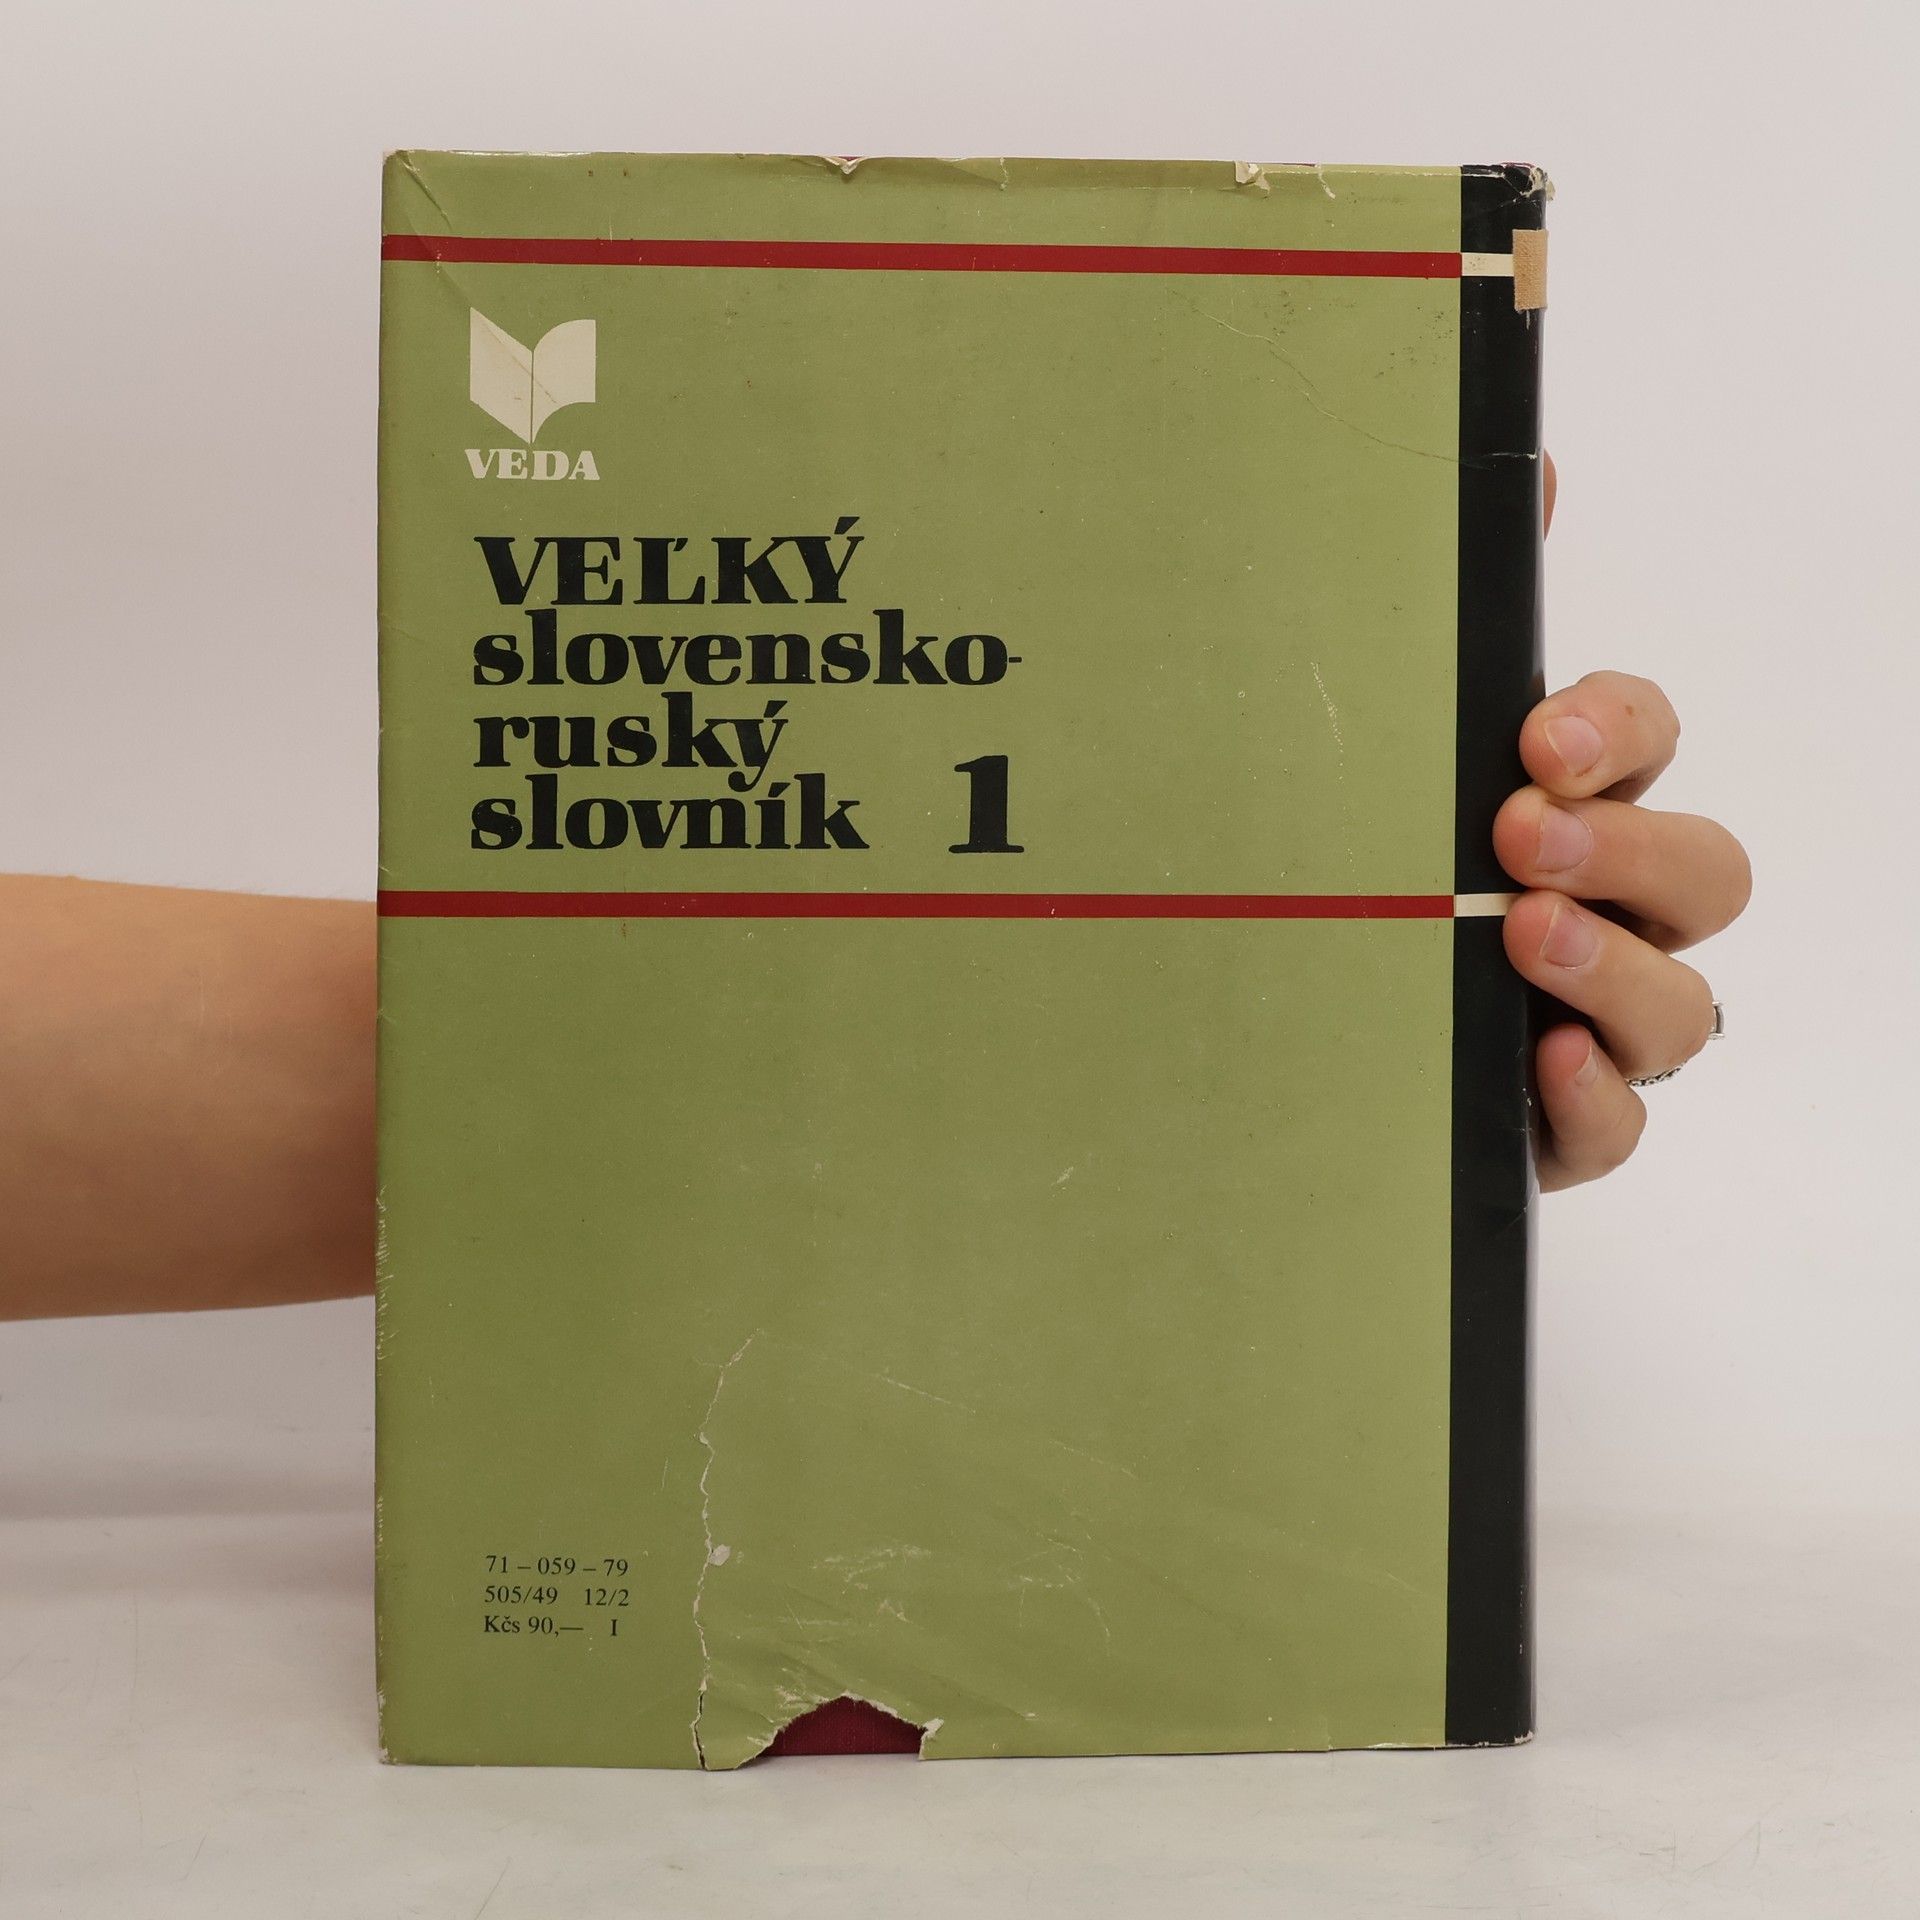 VEDA
VEĽKÝ
slovensko-
ruský
slovník 1
71 – 059 – 79
505/49 12/2
Kčs 90,— I